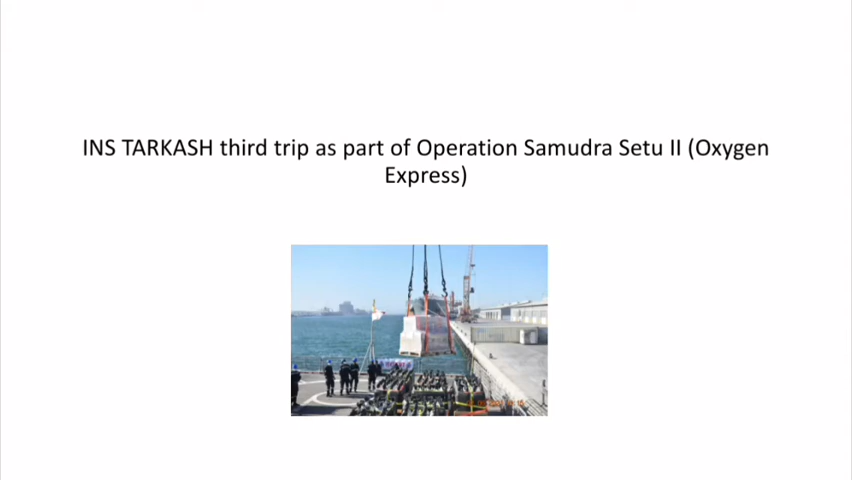 INS TARKASH third trip as part of Operation Samudra Setu II (Oxygen
Express)